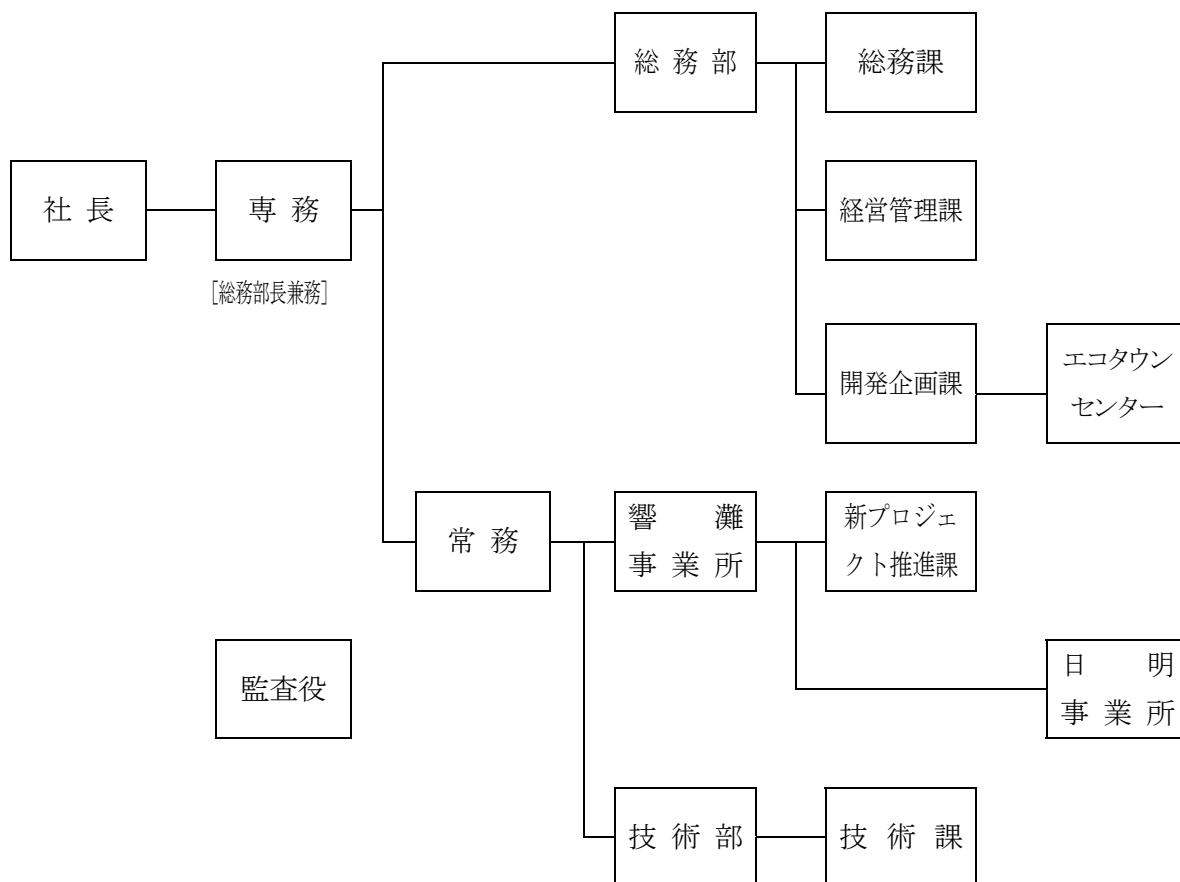 総務部
総務課
社長
専務
経営管理課
[総務部長兼務]
開発企画課
エコタウン
センター
常務
響灘
事業所
新プロジェ
クト推進課
監査役
日明
事業所
技術部
技術課